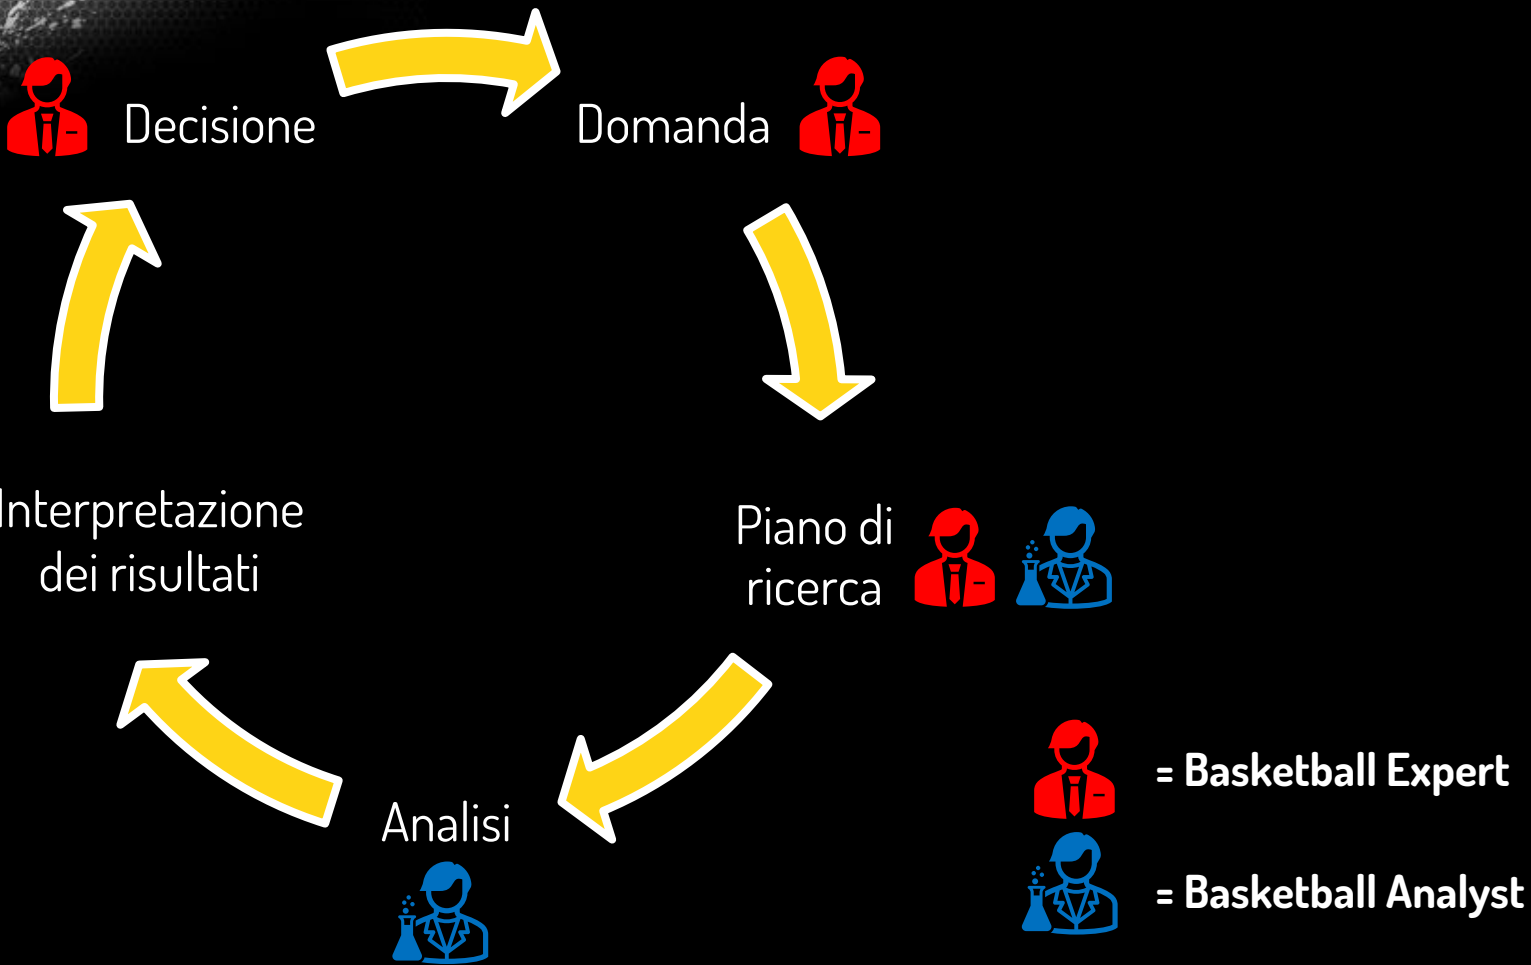 Decisione
Domanda
Interpretazione
dei risultati
Piano di
ricerca
Analisi
= Basketball Expert
= Basketball Analyst